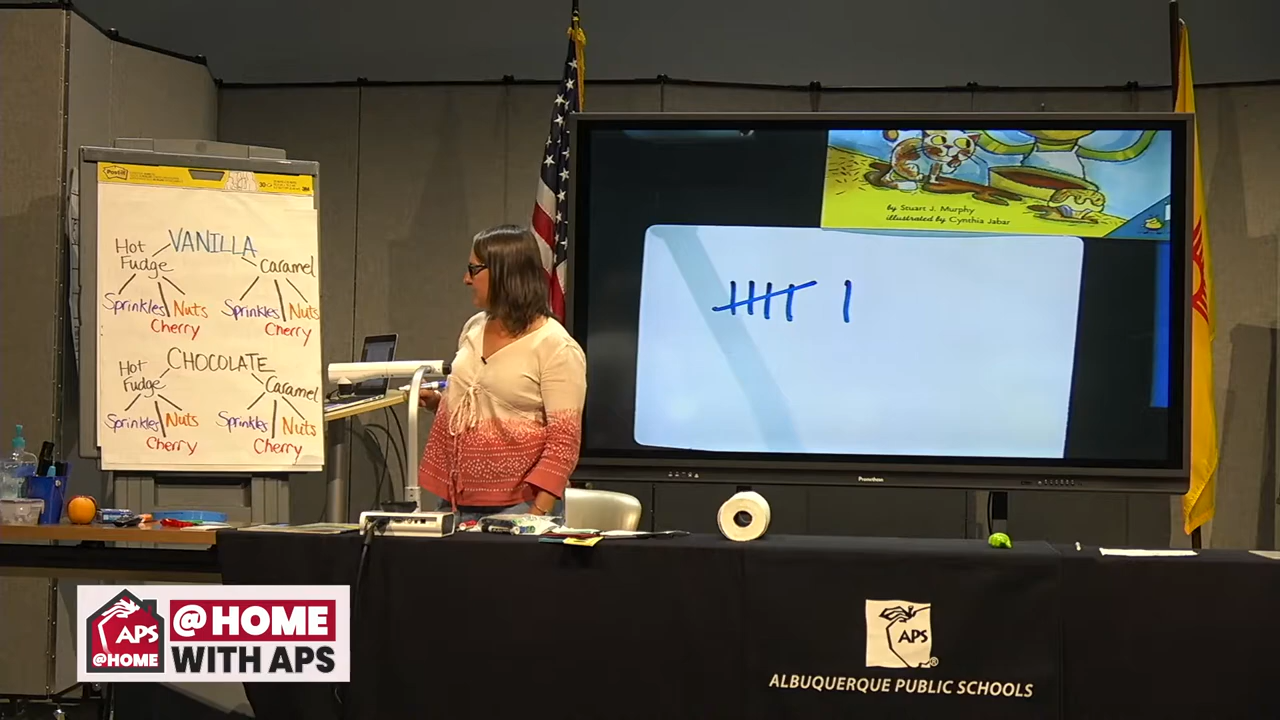 Post-it
VANILLA
Hot Fudge
Caramel
Sprinkles Nuts
Cherry
Sprinkles Nuts
Cherry
CHOCOLATE
Hot Fudge
Caramel
Sprinkles Nuts
Cherry
Sprinkles Nuts
Cherry
by Stuart J. Murphy
illustrated by Cynthia Jabar
Promethean
APS
@HOME
@HOME
WITH APS
APS
ALBUQUERQUE PUBLIC SCHOOLS